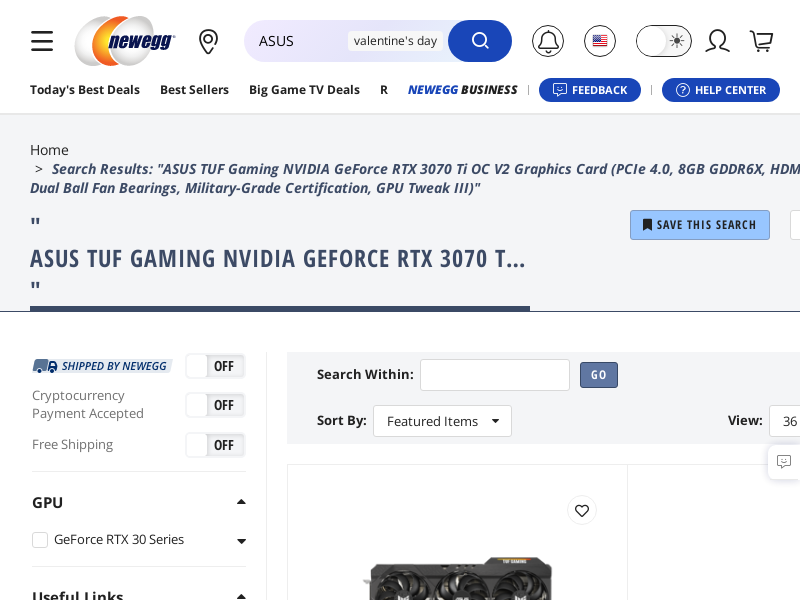 newegg
ASUS
valentine's day
Today's Best Deals
Best Sellers
Big Game TV Deals
R
NEWEGG BUSINESS
FEEDBACK
HELP CENTER
Home
> Search Results: "ASUS TUF Gaming NVIDIA GeForce RTX 3070 Ti OC V2 Graphics Card (PCIe 4.0, 8GB GDDR6X, HDM
Dual Ball Fan Bearings, Military-Grade Certification, GPU Tweak III)"
"
ASUS TUF GAMING NVIDIA GEFORCE RTX 3070 T...
"
SAVE THIS SEARCH
SHIPPED BY NEWEGG
OFF
Cryptocurrency
Payment Accepted
OFF
Free Shipping
OFF
GPU
GeForce RTX 30 Series
Useful Links
Search Within:
GO
Sort By:
Featured Items
View:
36
TUF GAMING